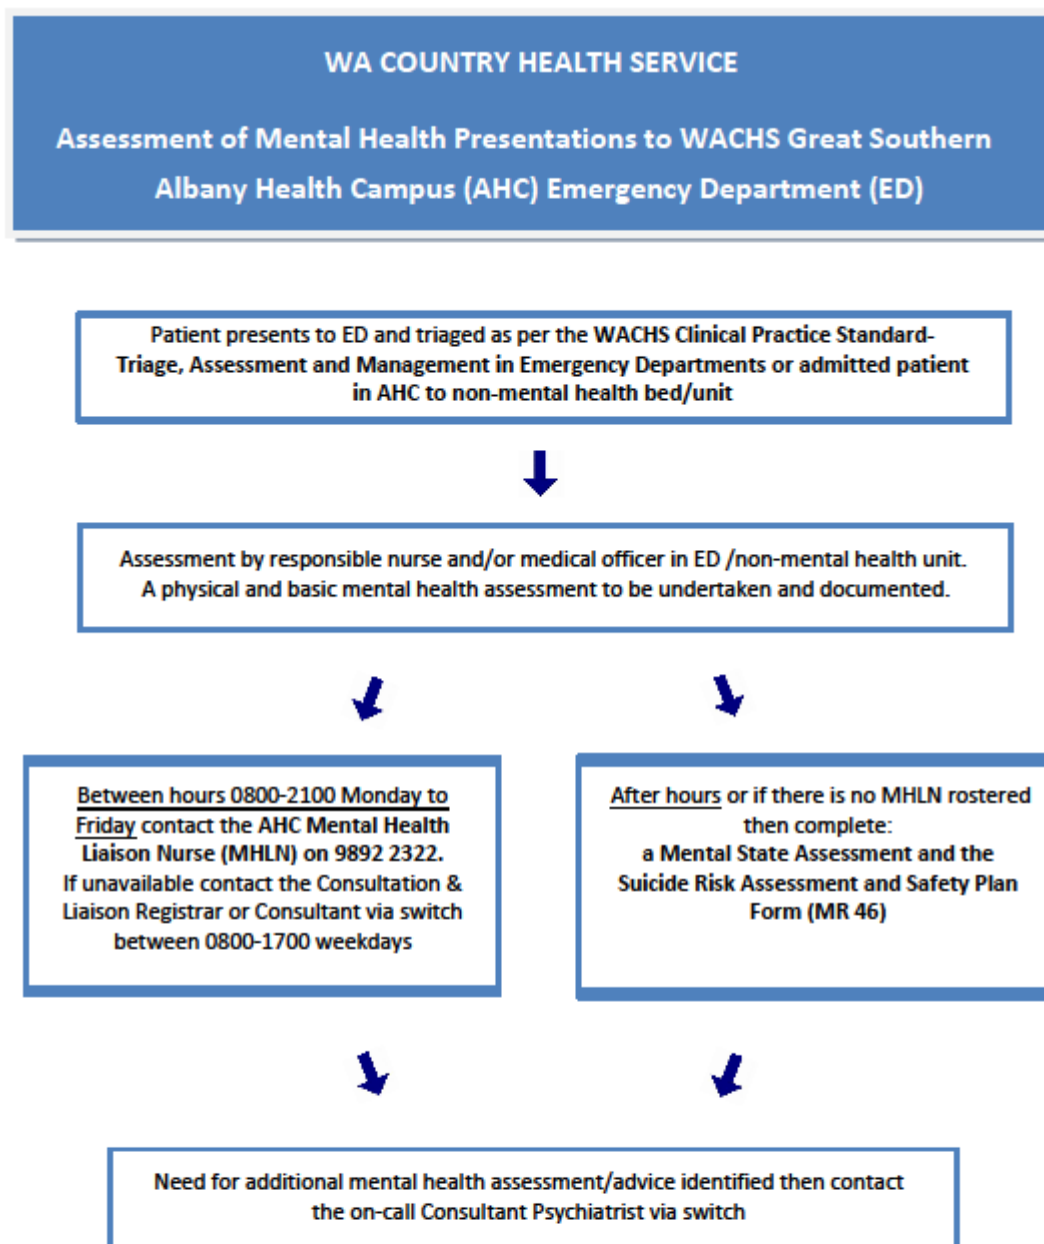 WA COUNTRY HEALTH SERVICE
Assessment of Mental Health Presentations to WACHS Great Southern
Albany Health Campus (AHC) Emergency Department (ED)
Patient presents to ED and triaged as per the WACHS Clinical Practice Standard-
Triage, Assessment and Management in Emergency Departments or admitted patient
in AHC to non-mental health bed/unit
Assessment by responsible nurse and/or medical officer in ED /non-mental health unit.
A physical and basic mental health assessment to be undertaken and documented.
Between hours 0800-2100 Monday to
Friday contact the AHC Mental Health
Liaison Nurse (MHLN) on 9892 2322.
If unavailable contact the Consultation &
Liaison Registrar or Consultant via switch
between 0800-1700 weekdays
After hours or if there is no MHLN rostered
then complete:
a Mental State Assessment and the
Suicide Risk Assessment and Safety Plan
Form (MR 46)
Need for additional mental health assessment/advice identified then contact
the on-call Consultant Psychiatrist via switch